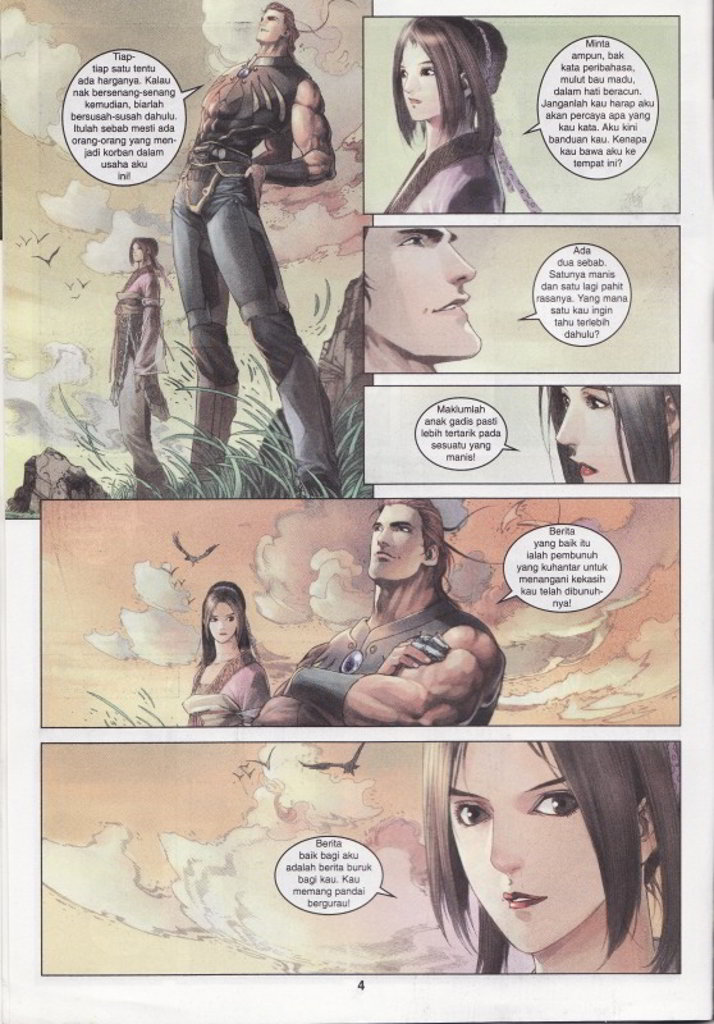 Tiap-
tiap satu tentu
ada harganya. Kalau
nak bersenang-senang
kemudian, biarlah
bersusah-susah dahulu.
Itulah sebab mesti ada
orang-orang yang men-
jadi korban dalam
usaha aku
ini!
Minta
ampun, bak
kata peribahasa,
mulut bau madu,
dalam hati beracun.
Janganlah kau harap aku
akan percaya apa yang
kau kata. Aku kini
banduan kau. Kenapa
kau bawa aku ke
tempat ini?
Ada
dua sebab.
Satunya manis
dan satu lagi pahit
rasanya. Yang mana
satu kau ingin
tahu terlebih
dahulu?
Maklumlah
anak gadis pasti
lebih tertarik pada
sesuatu yang
manis!
Berita
yang baik itu
ialah pembunuh
yang kuhantar untuk
menangani kekasih
kau telah dibunuh-
nya!
Berita
baik bagi aku
adalah berita buruk
bagi kau. Kau
memang pandai
bergurau!
4